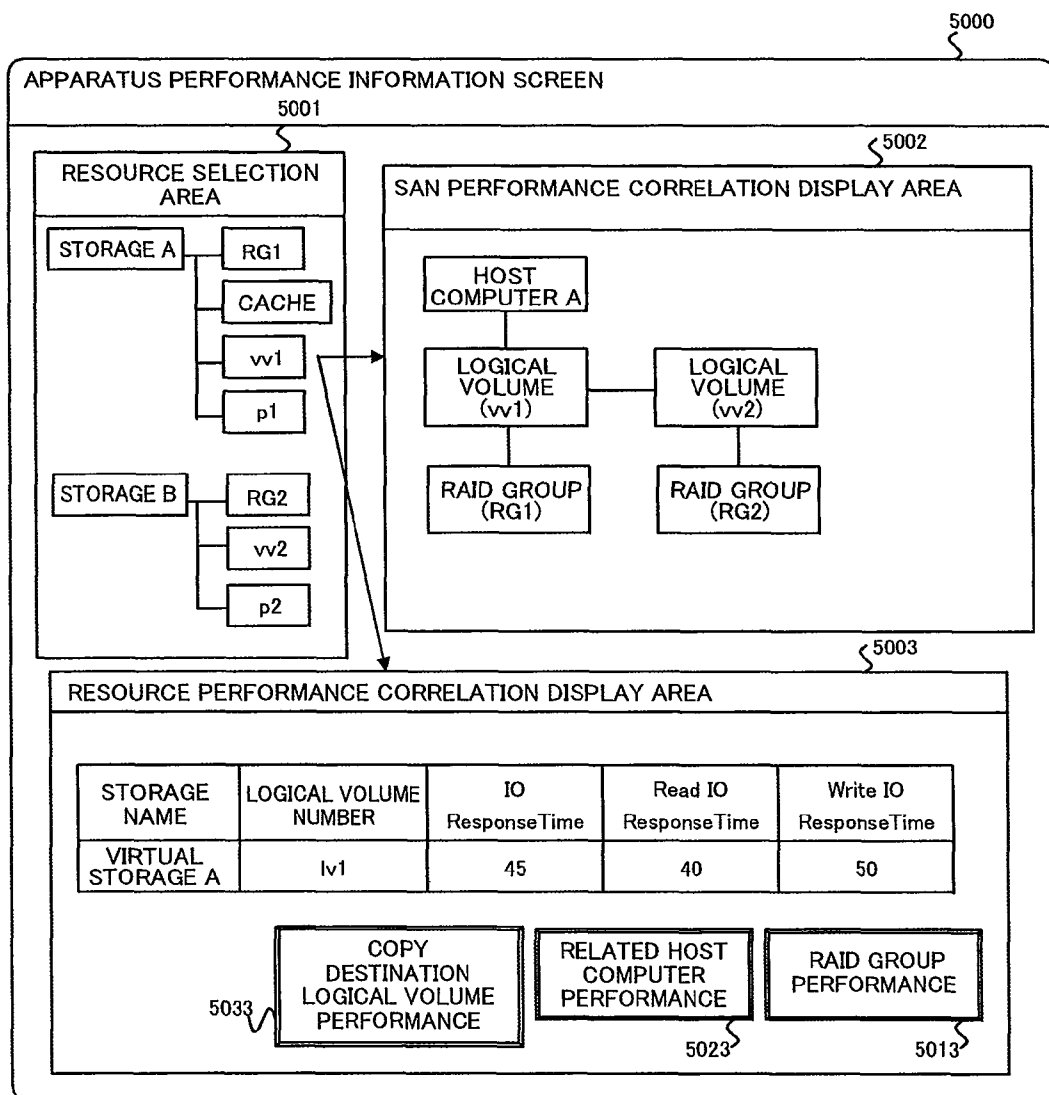 5000
APPARATUS PERFORMANCE INFORMATION SCREEN
5001
RESOURCE SELECTION
AREA
STORAGE A
RG1
CACHE
vv1
p1
STORAGE B
RG2
vv2
p2
5002
SAN PERFORMANCE CORRELATION DISPLAY AREA
HOST
COMPUTER A
LOGICAL
VOLUME
(vv1)
LOGICAL
VOLUME
(vv2)
RAID GROUP
(RG1)
RAID GROUP
(RG2)
5003
RESOURCE PERFORMANCE CORRELATION DISPLAY AREA
STORAGE
NAME
LOGICAL VOLUME
NUMBER
IO
ResponseTime
Read IO
ResponseTime
Write IO
ResponseTime
VIRTUAL
STORAGE A
lv1
45
40
50
COPY
DESTINATION
LOGICAL VOLUME
PERFORMANCE
5033
RELATED HOST
COMPUTER
PERFORMANCE
5023
RAID GROUP
PERFORMANCE
5013